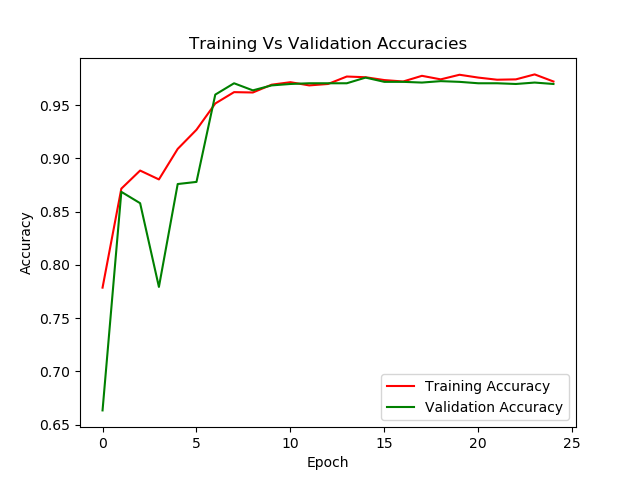 Training Vs Validation Accuracies
0.95
0.90
0.85
0.80
0.75
0.70
0.65
Accuracy
0 5 10 15 20 25
Epoch
Training Accuracy
Validation Accuracy